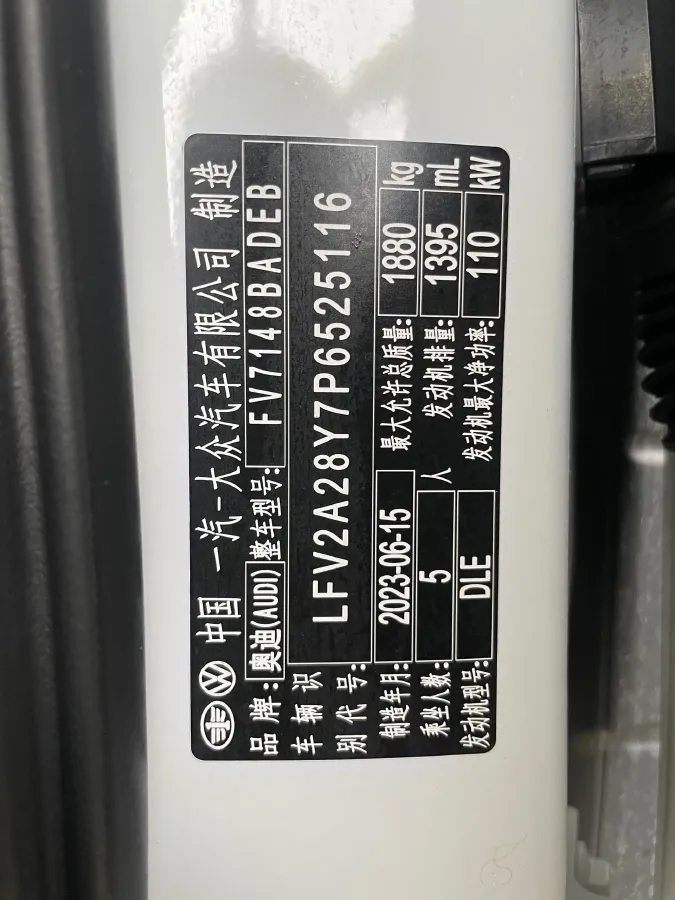 中国 一汽-大众汽车有限公司 制造
品牌: 奥迪(AUDI) 整车型号: FV7148BADEB
车辆识别代号: LFV2A28Y7P6525116
制造年月: 2023-06-15 最大允许总质量: 1880 kg
乘坐人数: 5 人 发动机排量: 1395 mL
发动机型号: DLE 发动机最大净功率: 110 kW